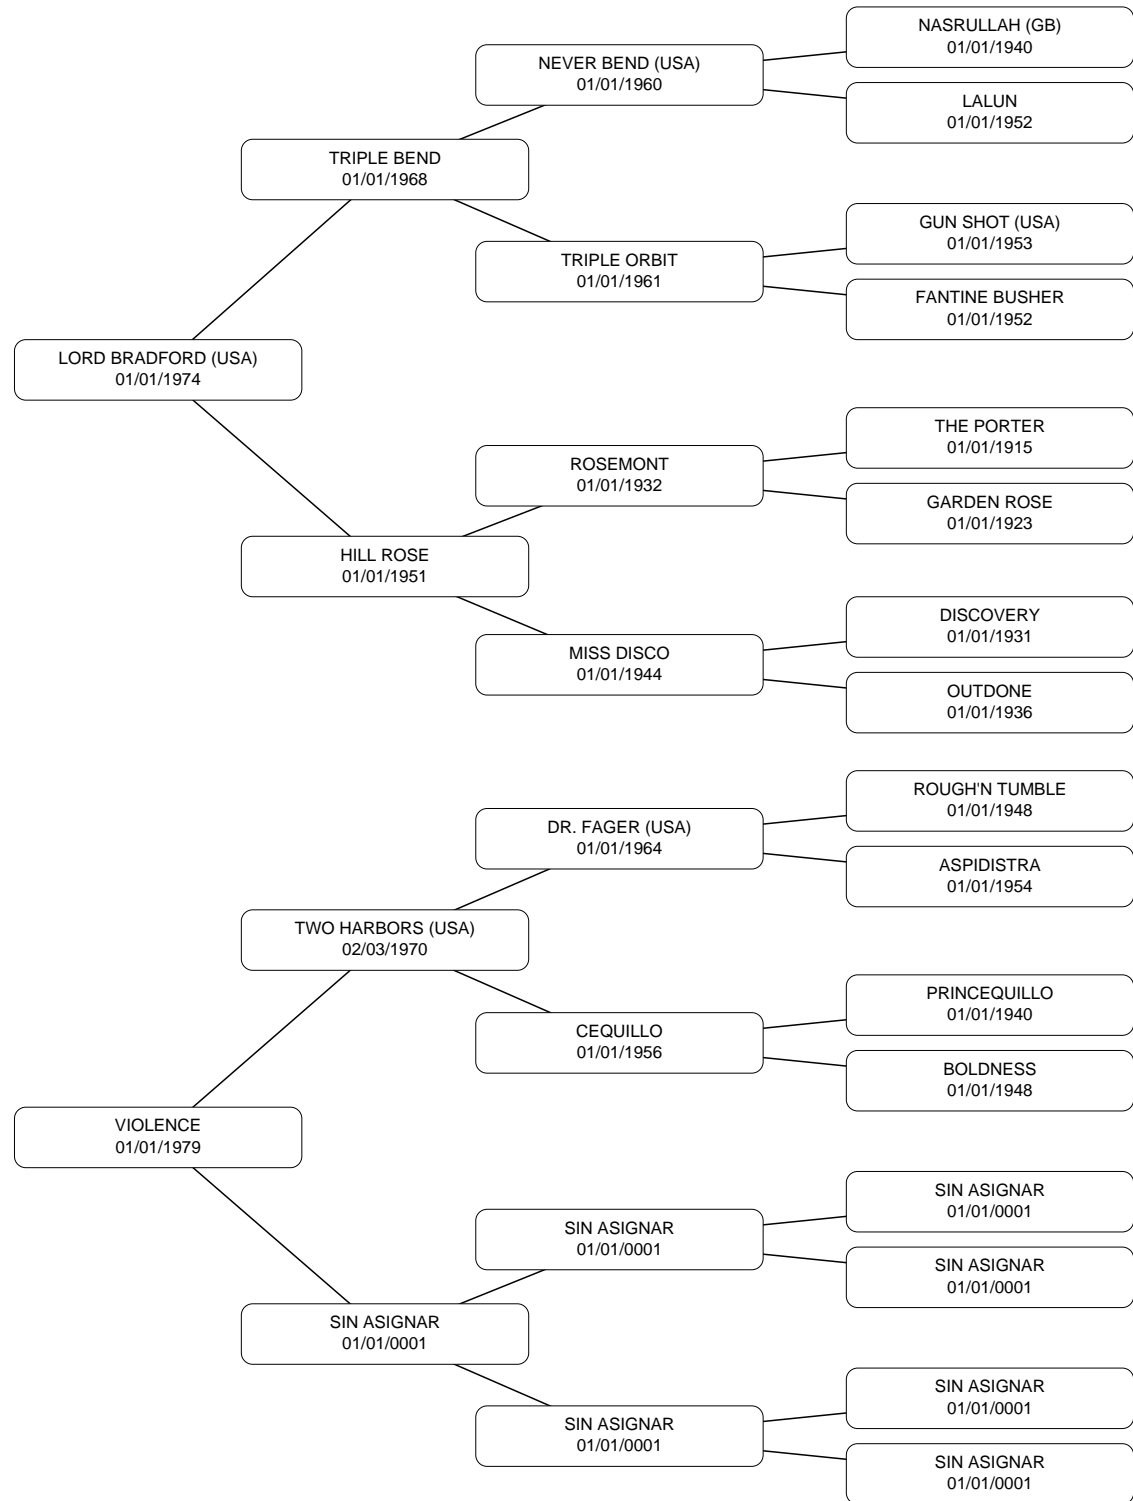 NASRULLAH (GB)
01/01/1940
NEVER BEND (USA)
01/01/1960
LALUN
01/01/1952
TRIPLE BEND
01/01/1968
GUN SHOT (USA)
01/01/1953
TRIPLE ORBIT
01/01/1961
FANTINE BUSHER
01/01/1952
LORD BRADFORD (USA)
01/01/1974
THE PORTER
01/01/1915
ROSEMONT
01/01/1932
GARDEN ROSE
01/01/1923
HILL ROSE
01/01/1951
DISCOVERY
01/01/1931
MISS DISCO
01/01/1944
OUTDONE
01/01/1936
ROUGH'N TUMBLE
01/01/1948
DR. FAGER (USA)
01/01/1964
ASPIDISTRA
01/01/1954
TWO HARBORS (USA)
02/03/1970
PRINCEQUILLO
01/01/1940
CEQUILLO
01/01/1956
BOLDNESS
01/01/1948
VIOLENCE
01/01/1979
SIN ASIGNAR
01/01/0001
SIN ASIGNAR
01/01/0001
SIN ASIGNAR
01/01/0001
SIN ASIGNAR
01/01/0001
SIN ASIGNAR
01/01/0001
SIN ASIGNAR
01/01/0001
SIN ASIGNAR
01/01/0001